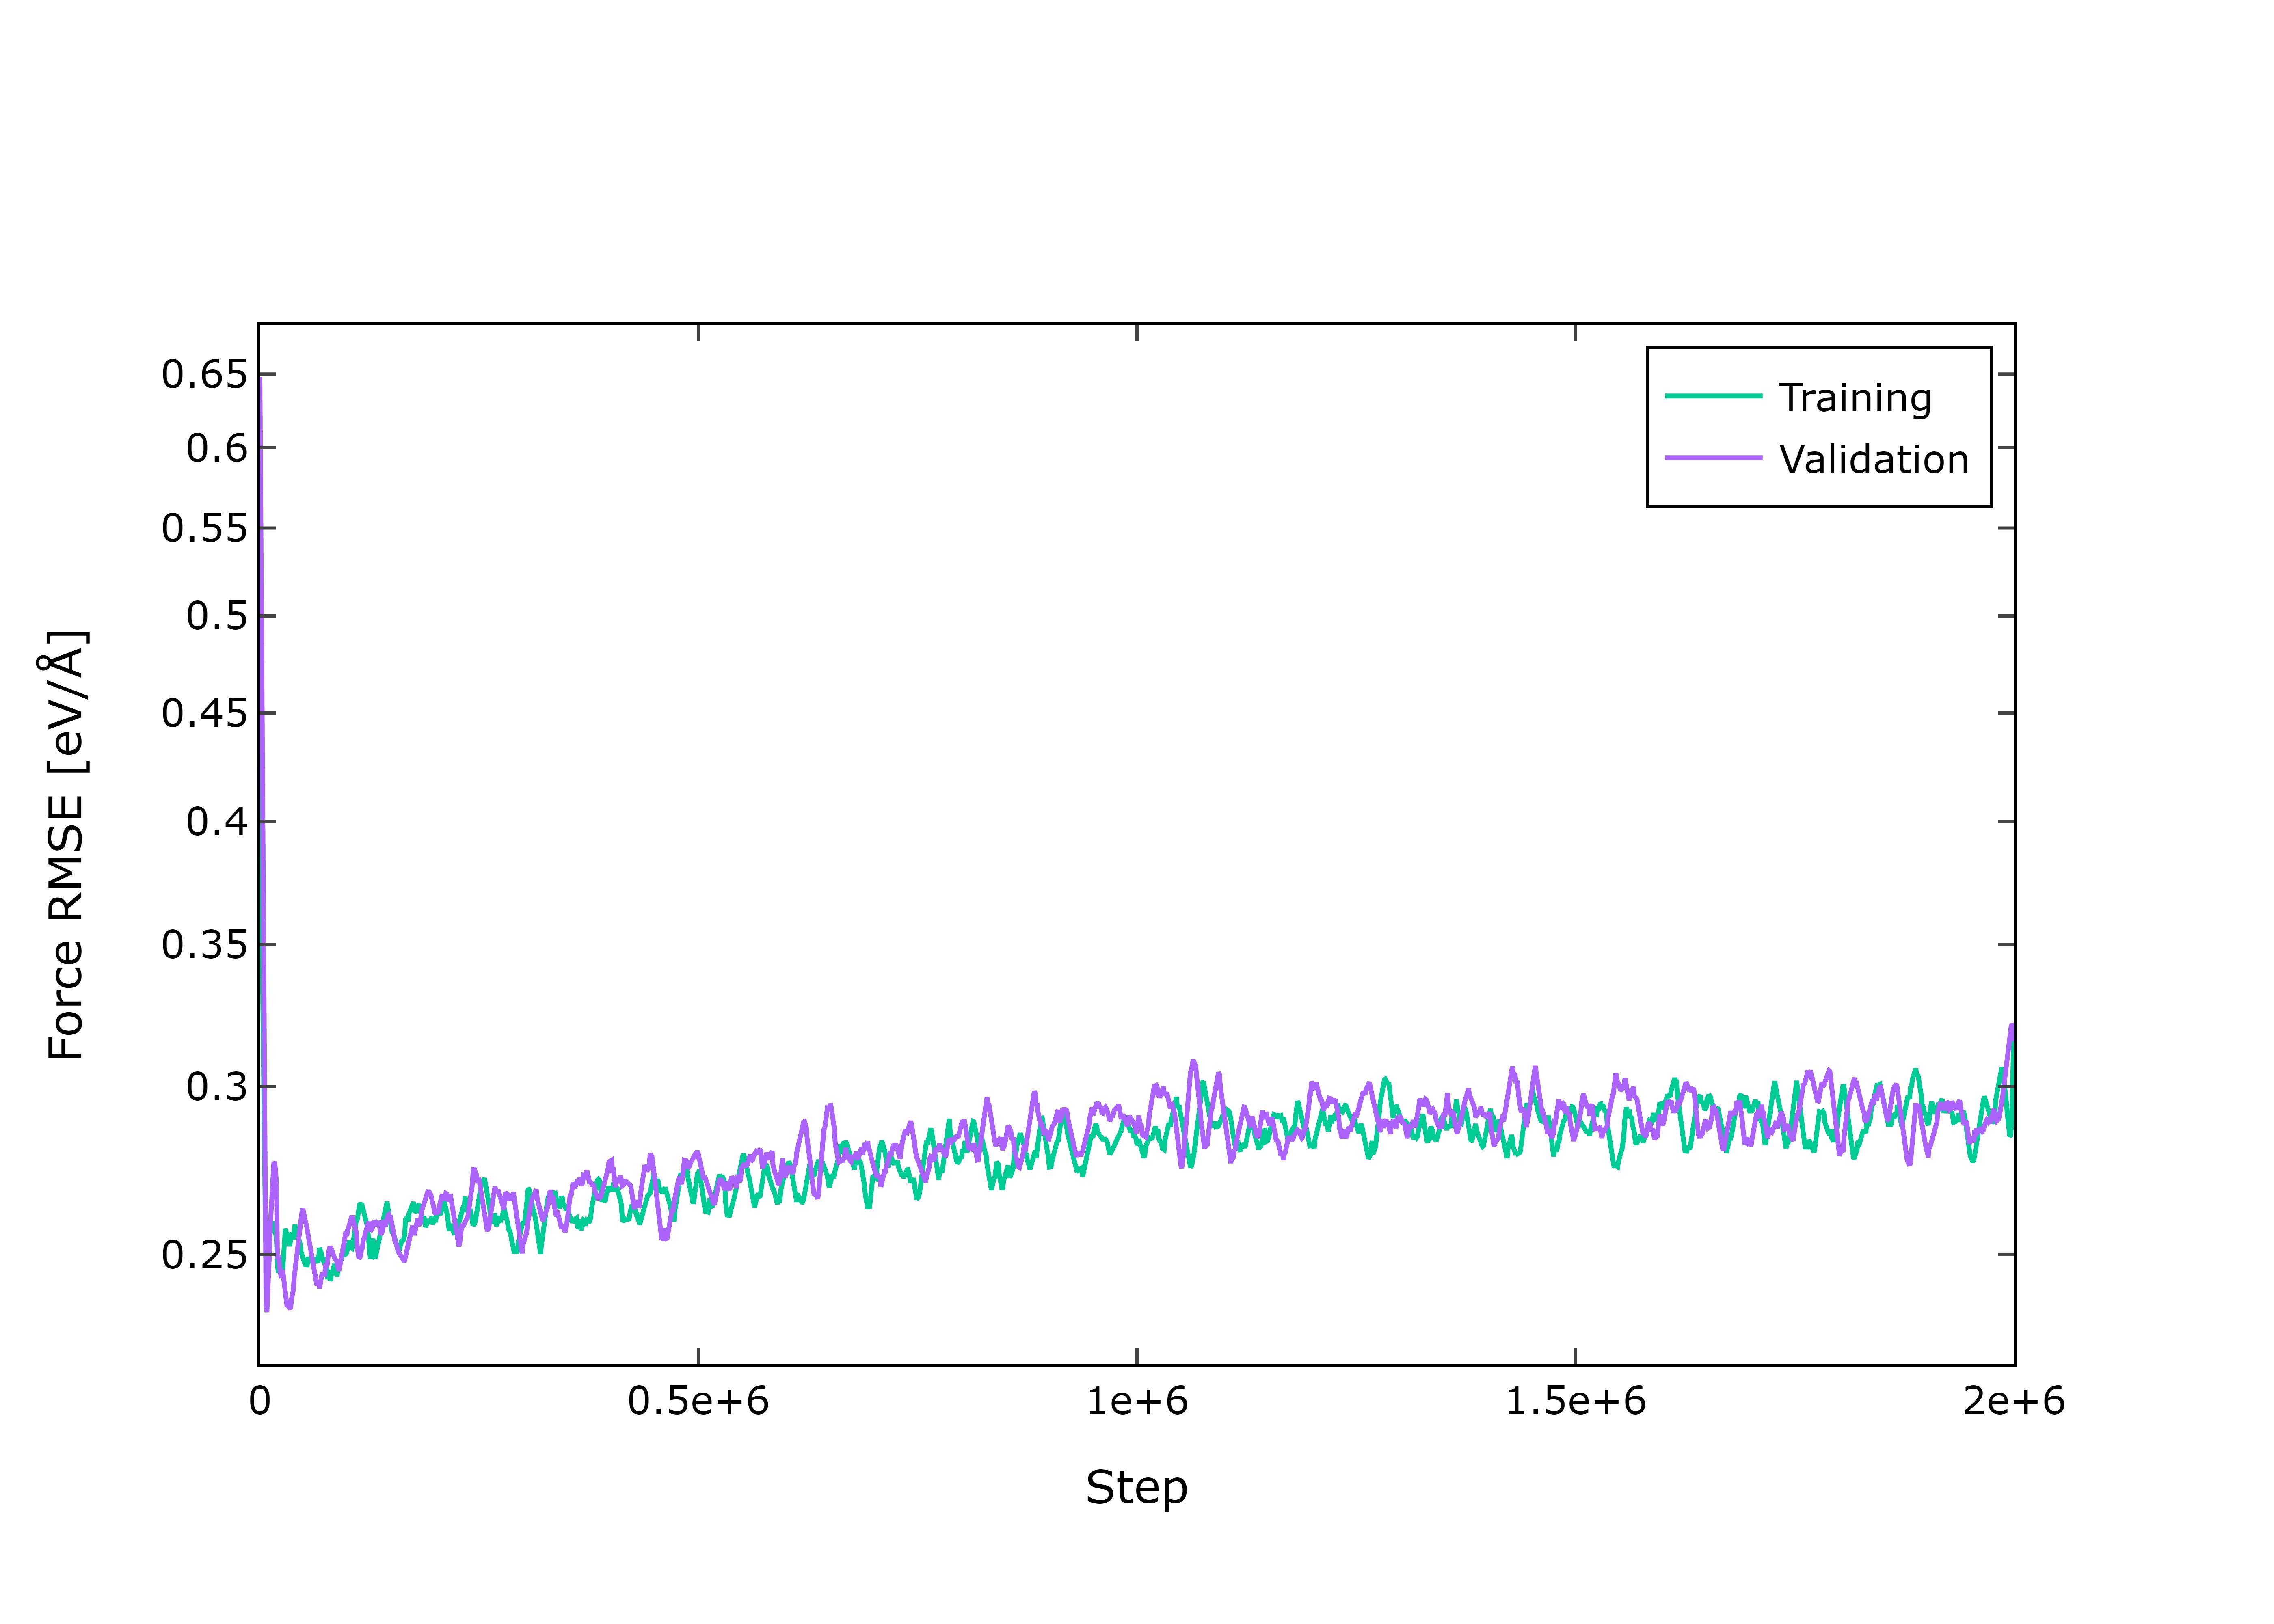 Training
Validation
0.65
0.6
0.55
0.5
0.45
0.4
0.35
0.3
0.25
Force RMSE [eV/Å]
0
0.5e+6
1e+6
1.5e+6
2e+6
Step